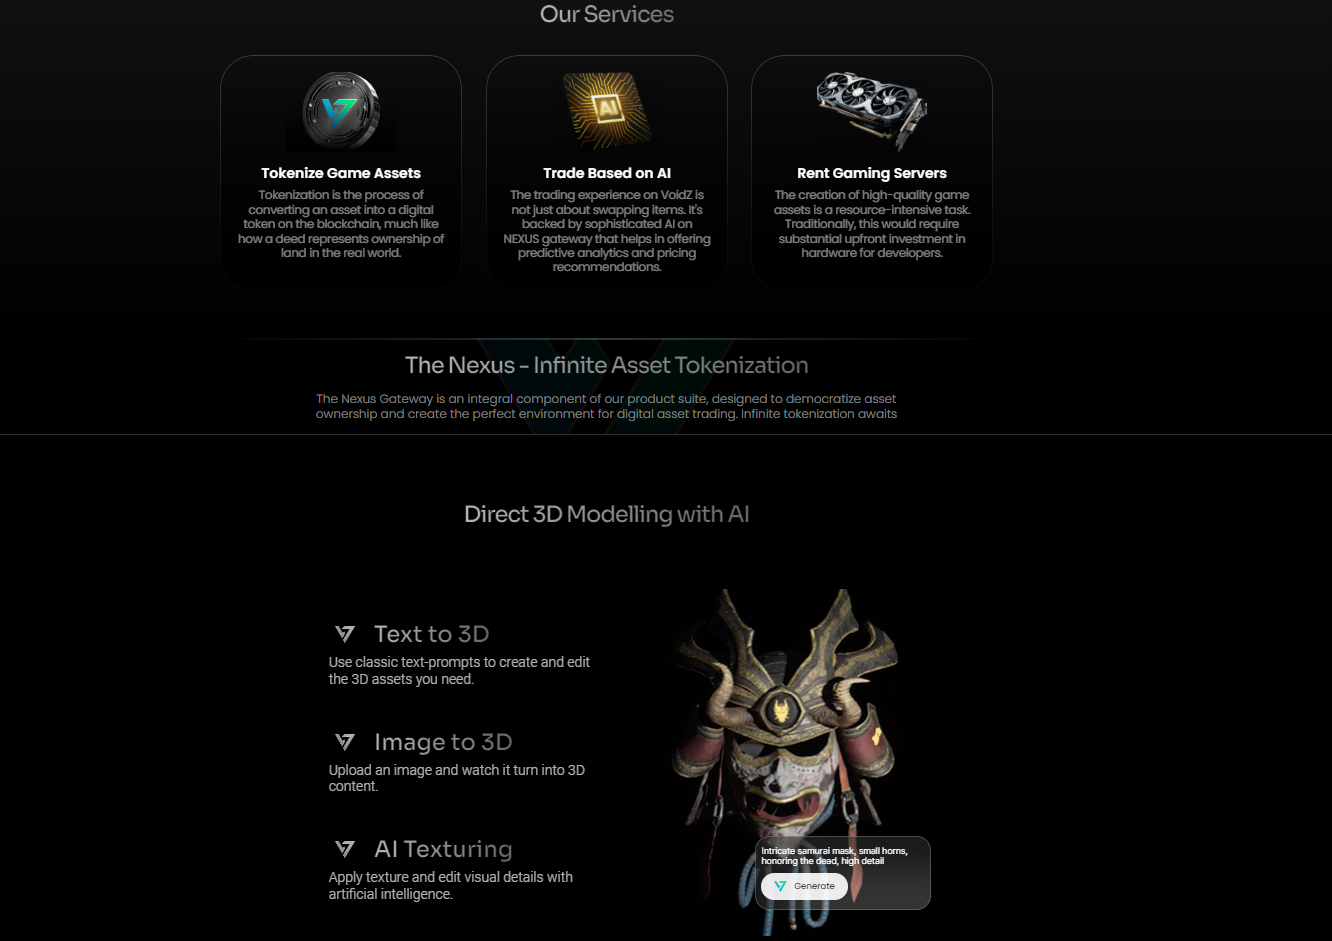 Our Services
AI
Tokenize Game Assets
Tokenization is the process of
converting an asset into a digital
token on the blockchain, much like
how a deed represents ownership of
land in the real world.
Trade Based on AI
The trading experience on VoidZ is
not just about swapping items. It's
backed by sophisticated AI on
NEXUS gateway that helps in offering
predictive analytics and pricing
recommendations.
Rent Gaming Servers
The creation of high-quality game
assets is a resource-intensive task.
Traditionally, this would require
substantial upfront investment in
hardware for developers.
The Nexus - Infinite Asset Tokenization
The Nexus Gateway is an integral component of our product suite, designed to democratize asset
ownership and create the perfect environment for digital asset trading. Infinite tokenization awaits
Direct 3D Modelling with AI
Text to 3D
Use classic text-prompts to create and edit
the 3D assets you need.
Image to 3D
Upload an image and watch it turn into 3D
content.
AI Texturing
Apply texture and edit visual details with
artificial intelligence.
Intricate samurai mask, small horns,
honoring the dead, high detail
Generate